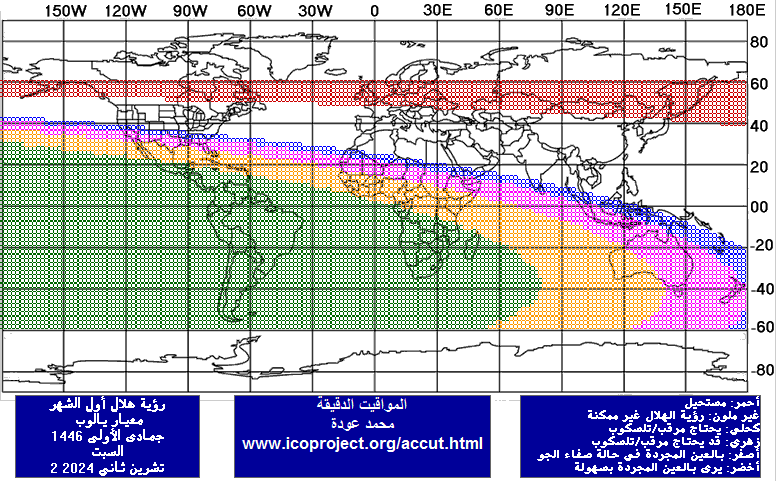 150W 120W 90W 60W 30W 0 30E 60E 90E 120E 150E 180E
80
60
40
20
00
-20
-40
-60
-80
رؤية هلال أول الشهر
معيار يالوب
جمادى الأولى 1446
السبت
2 تشرين ثاني 2024
المواقيت الدقيقة
محمد عودة
www.icoproject.org/accut.html
أحمر: مستحيل
غير ملون: رؤية الهلال غير ممكنة
كحلي: يحتاج مرقب/تلسكوب
زهري: قد يحتاج مرقب/تلسكوب
أصفر: بالعين المجردة في حالة صفاء الجو
أخضر: يرى بالعين المجردة بسهولة